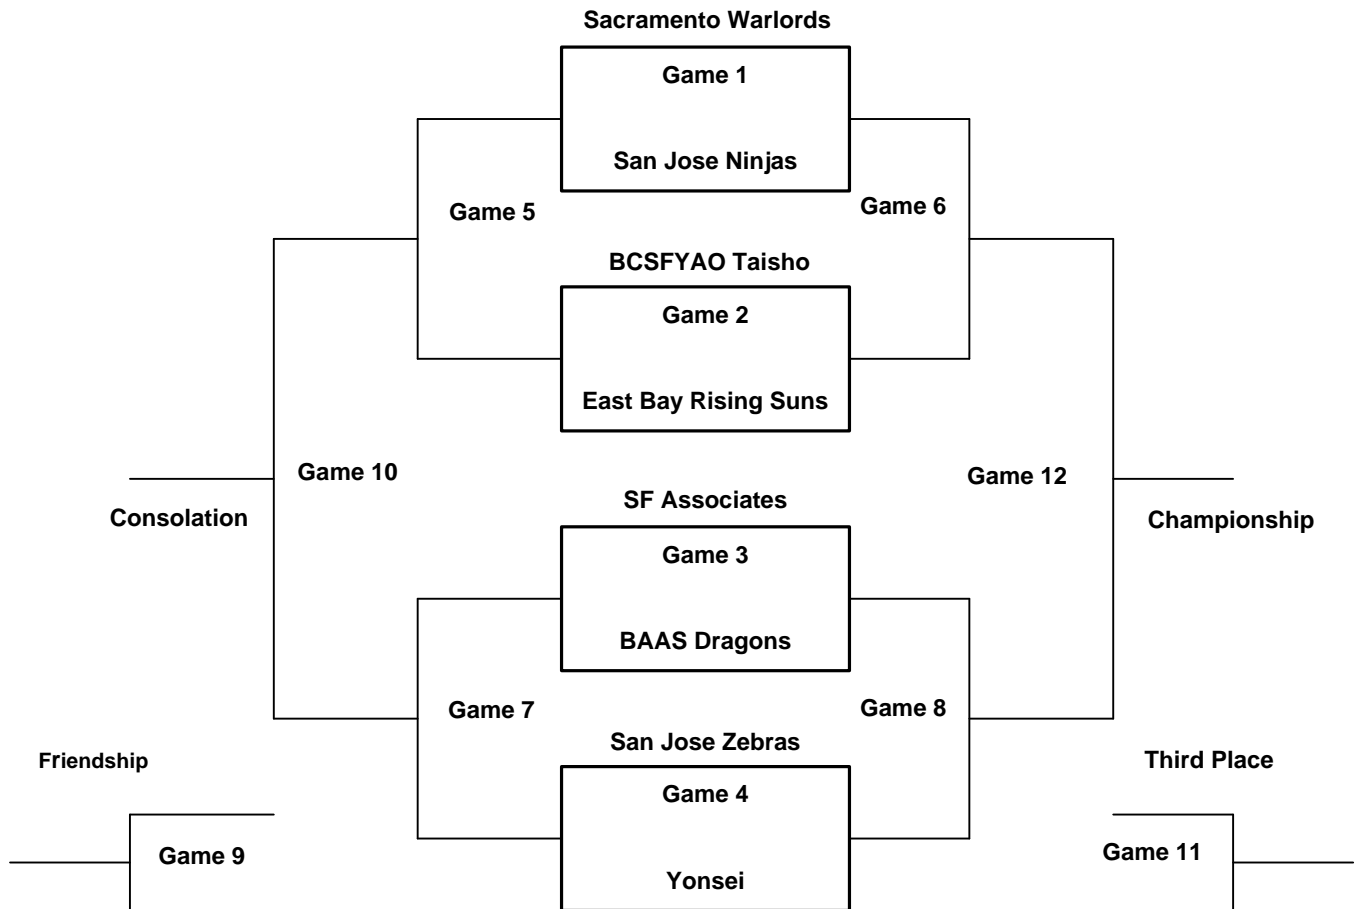 Sacramento Warlords
Game 1
San Jose Ninjas
Game 5
Game 6
BCSFYAO Taisho
Game 2
East Bay Rising Suns
Game 10
Game 12
SF Associates
Consolation
Championship
Game 3
BAAS Dragons
Game 7
Game 8
San Jose Zebras
Friendship
Third Place
Game 4
Game 9
Game 11
Yonsei